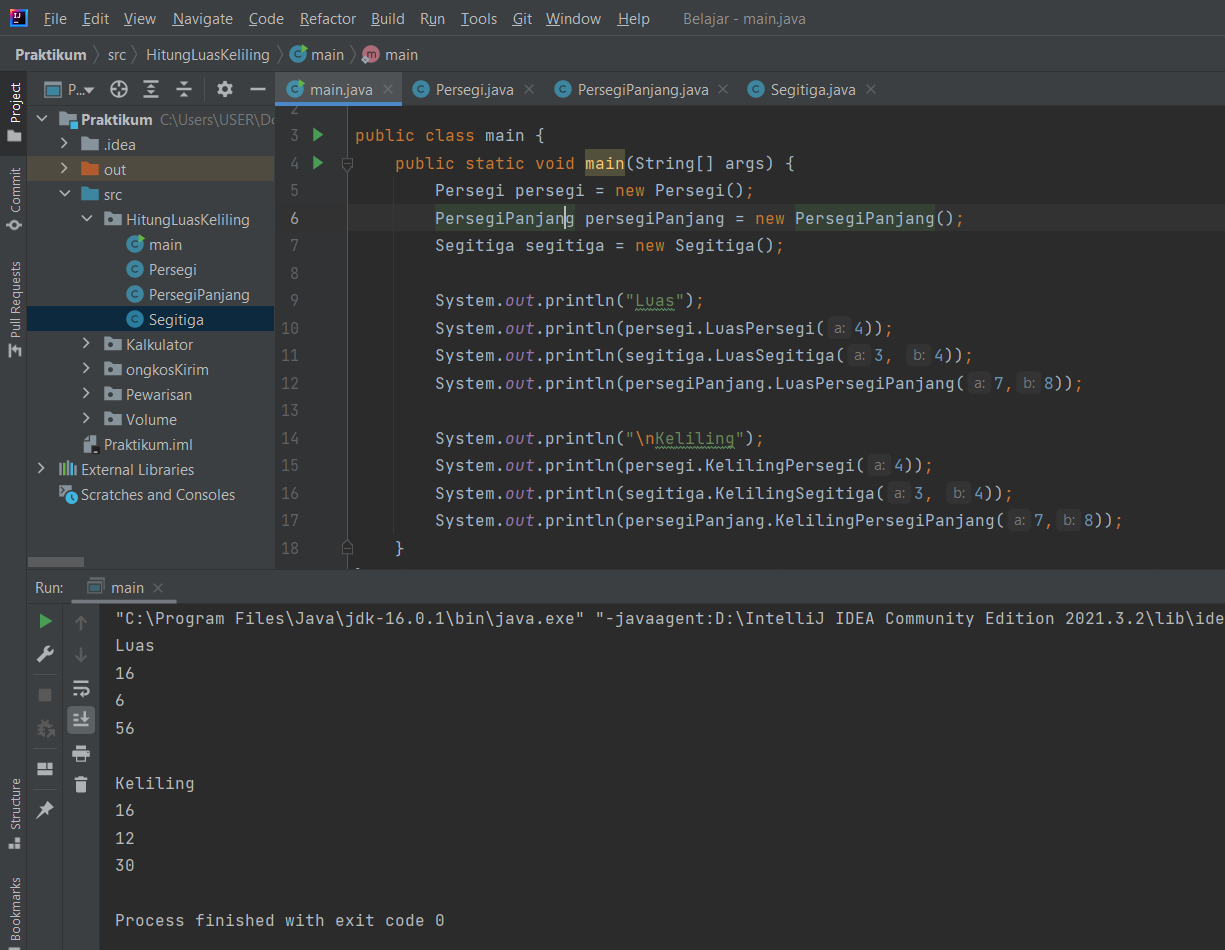 File Edit View Navigate Code Refactor Build Run Tools Git Window Help Belajar - main.java
Praktikum src HitungLuasKeliling main main
Project
Commit
Pull Requests
Structure
Bookmarks
P...
Praktikum C:\Users\USER\Do
.idea
out
src
HitungLuasKeliling
main
Persegi
PersegiPanjang
Segitiga
Kalkulator
ongkosKirim
Pewarisan
Volume
Praktikum.iml
External Libraries
Scratches and Consoles
main.java Persegi.java PersegiPanjang.java Segitiga.java
2
3 public class main {
4 public static void main(String[] args) {
5 Persegi persegi = new Persegi();
6 PersegiPanjang persegiPanjang = new PersegiPanjang();
7 Segitiga segitiga = new Segitiga();
8
9 System.out.println("Luas");
10 System.out.println(persegi.LuasPersegi( a: 4));
11 System.out.println(segitiga.LuasSegitiga( a: 3, b: 4));
12 System.out.println(persegiPanjang.LuasPersegiPanjang( a: 7, b: 8));
13
14 System.out.println("\nKeliling");
15 System.out.println(persegi.KelilingPersegi( a: 4));
16 System.out.println(segitiga.KelilingSegitiga( a: 3, b: 4));
17 System.out.println(persegiPanjang.KelilingPersegiPanjang( a: 7, b: 8));
18 }
Run: main
"C:\Program Files\Java\jdk-16.0.1\bin\java.exe" "-javaagent:D:\IntelliJ IDEA Community Edition 2021.3.2\lib\ide
Luas
16
6
56
Keliling
16
12
30
Process finished with exit code 0